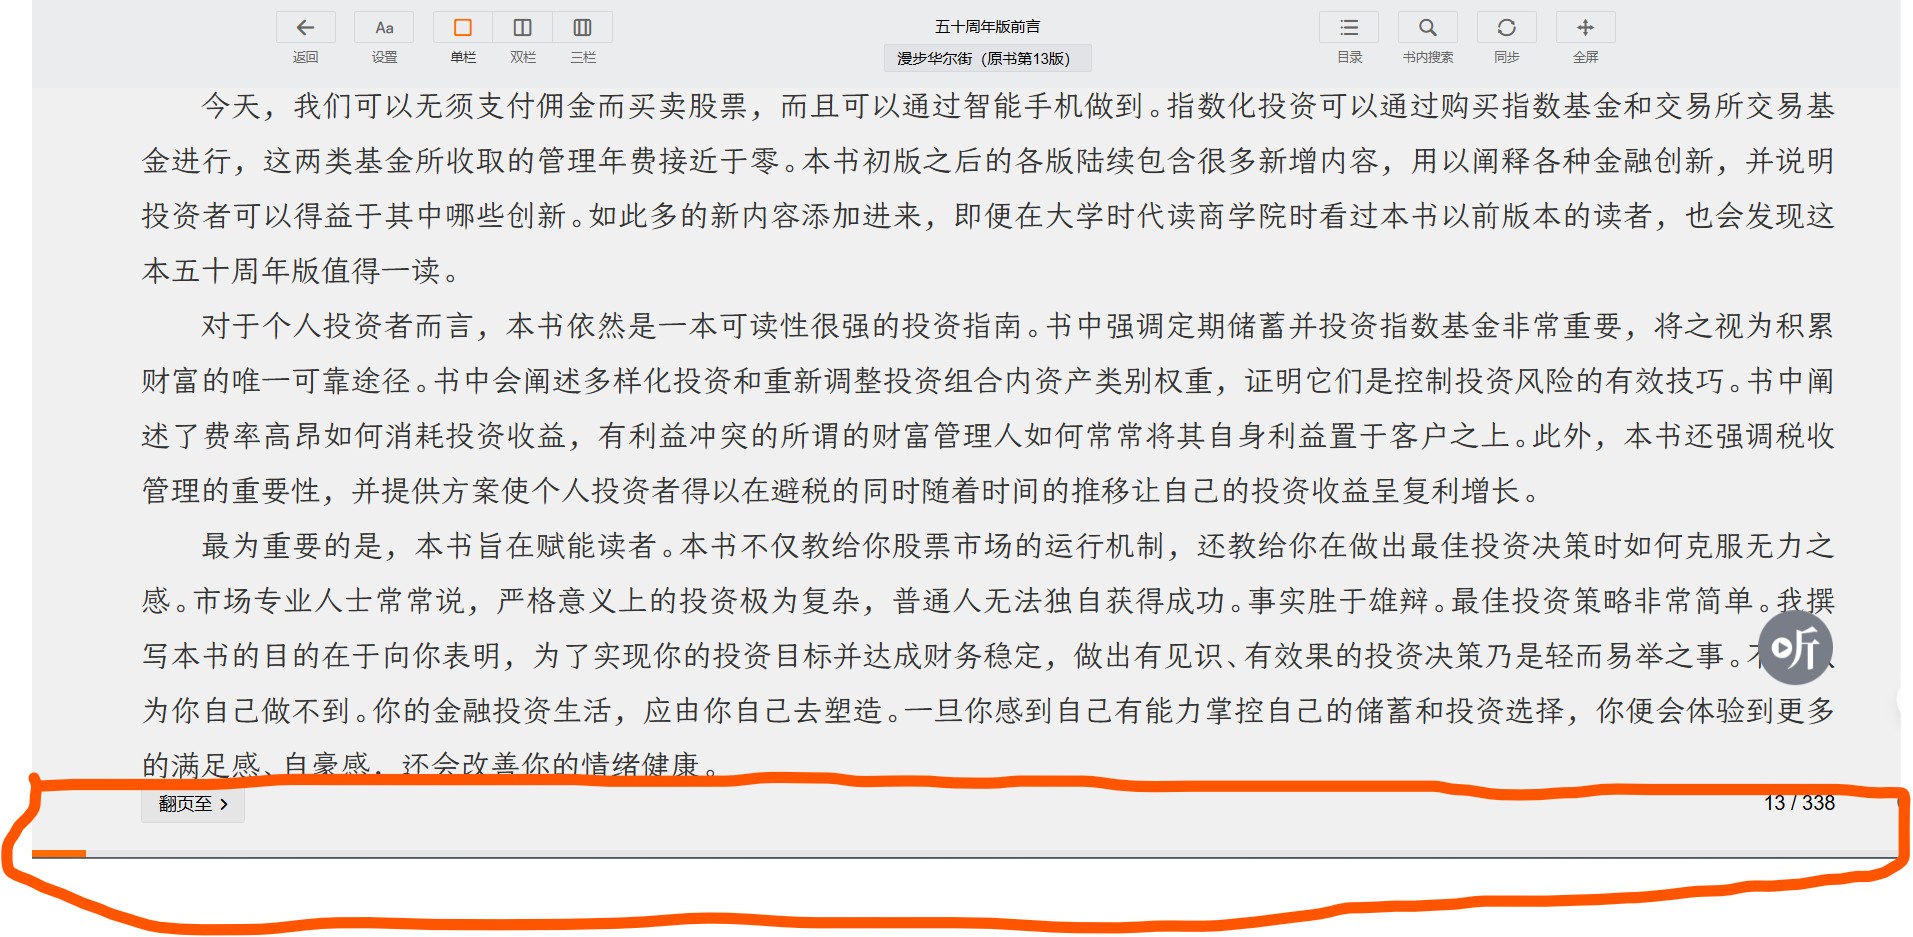 返回
Aa
设置
单栏
双栏
三栏
五十周年版前言
漫步华尔街（原书第13版）
目录
书内搜索
同步
全屏
今天，我们可以无须支付佣金而买卖股票，而且可以通过智能手机做到。指数化投资可以通过购买指数基金和交易所交易基
金进行，这两类基金所收取的管理年费接近于零。本书初版之后的各版陆续包含很多新增内容，用以阐释各种金融创新，并说明
投资者可以得益于其中哪些创新。如此多的新内容添加进来，即便在大学时代读商学院时看过本书以前版本的读者，也会发现这
本五十周年版值得一读。
对于个人投资者而言，本书依然是一本可读性很强的投资指南。书中强调定期储蓄并投资指数基金非常重要，将之视为积累
财富的唯一可靠途径。书中会阐述多样化投资和重新调整投资组合内资产类别权重，证明它们是控制投资风险的有效技巧。书中阐
述了费率高昂如何消耗投资收益，有利益冲突的所谓的财富管理人如何常常将其自身利益置于客户之上。此外，本书还强调税收
管理的重要性，并提供方案使个人投资者得以在避税的同时随着时间的推移让自己的投资收益呈复利增长。
最为重要的是，本书旨在赋能读者。本书不仅教给你股票市场的运行机制，还教给你在做出最佳投资决策时如何克服无力之
感。市场专业人士常常说，严格意义上的投资极为复杂，普通人无法独自获得成功。事实胜于雄辩。最佳投资策略非常简单。我撰
写本书的目的在于向你表明，为了实现你的投资目标并达成财务稳定，做出有见识、有效果的投资决策乃是轻而易举之事。
听
为你自己做不到。你的金融投资生活，应由你自己去塑造。一旦你感到自己有能力掌控自己的储蓄和投资选择，你便会体验到更多
的满足感、自豪感，还会改善你的情绪健康。
翻页至
13 / 338